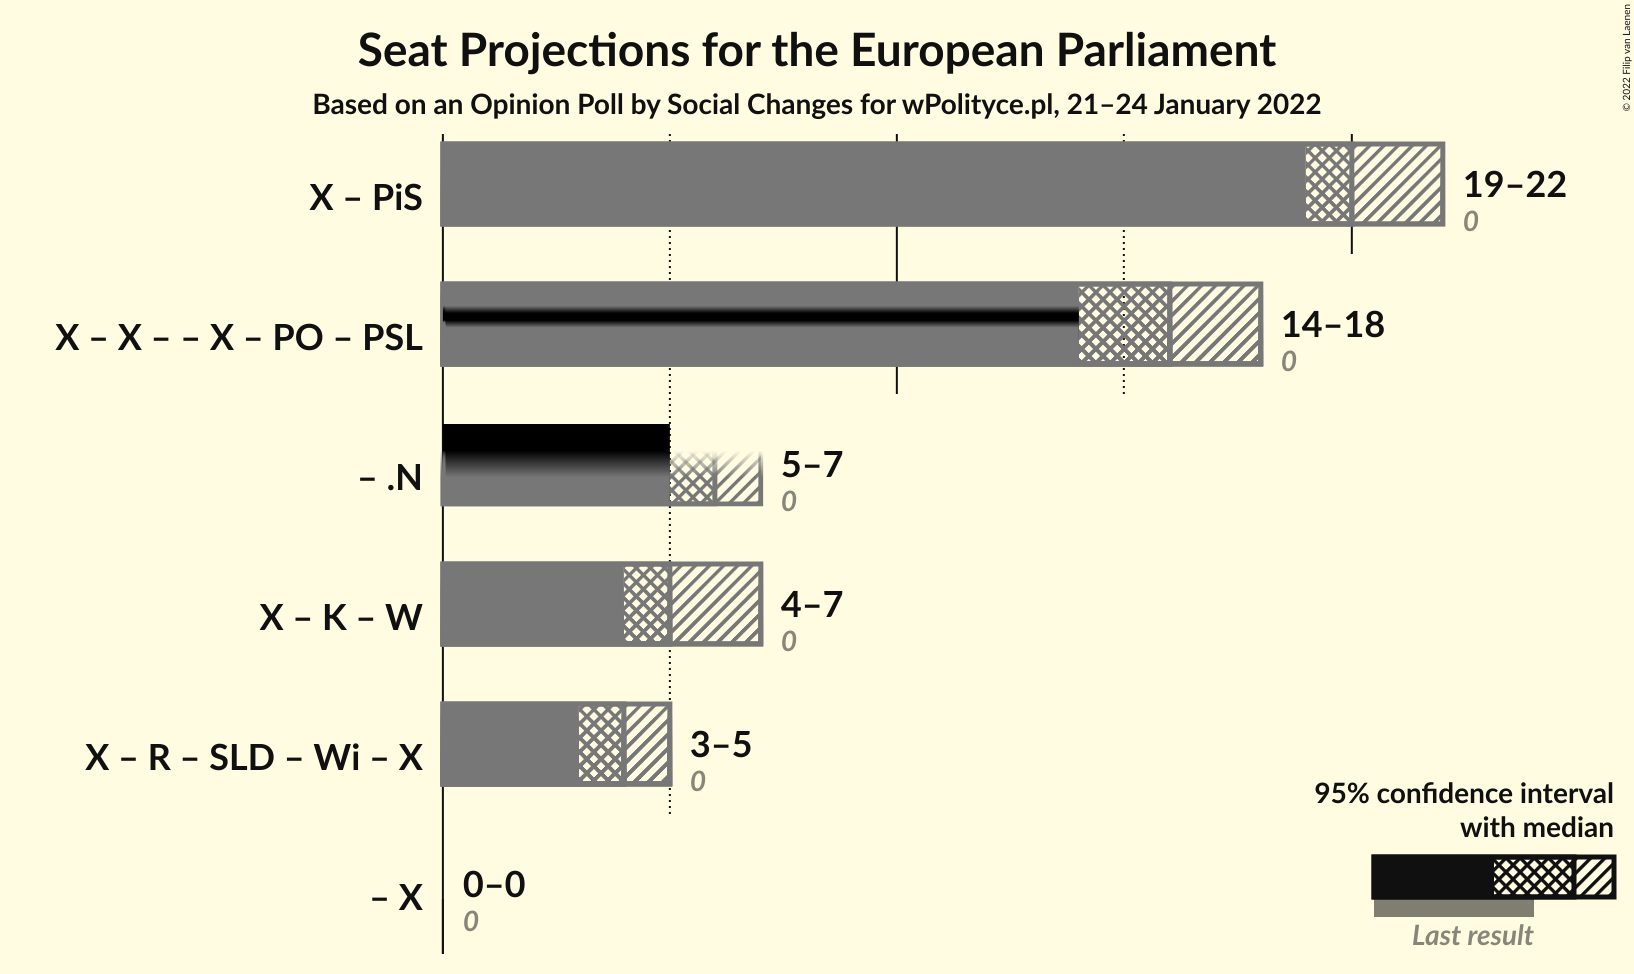 Seat Projections for the European Parliament
Based on an Opinion Poll by Social Changes for wPolityce.pl, 21–24 January 2022
© 2022 Filip van Laenen
X – PiS
19–22
0
X – X – – X – PO – PSL
14–18
0
– .N
5–7
0
X – K – W
4–7
0
X – R – SLD – Wi – X
3–5
0
– X
0–0
0
95% confidence interval
with median
Last result